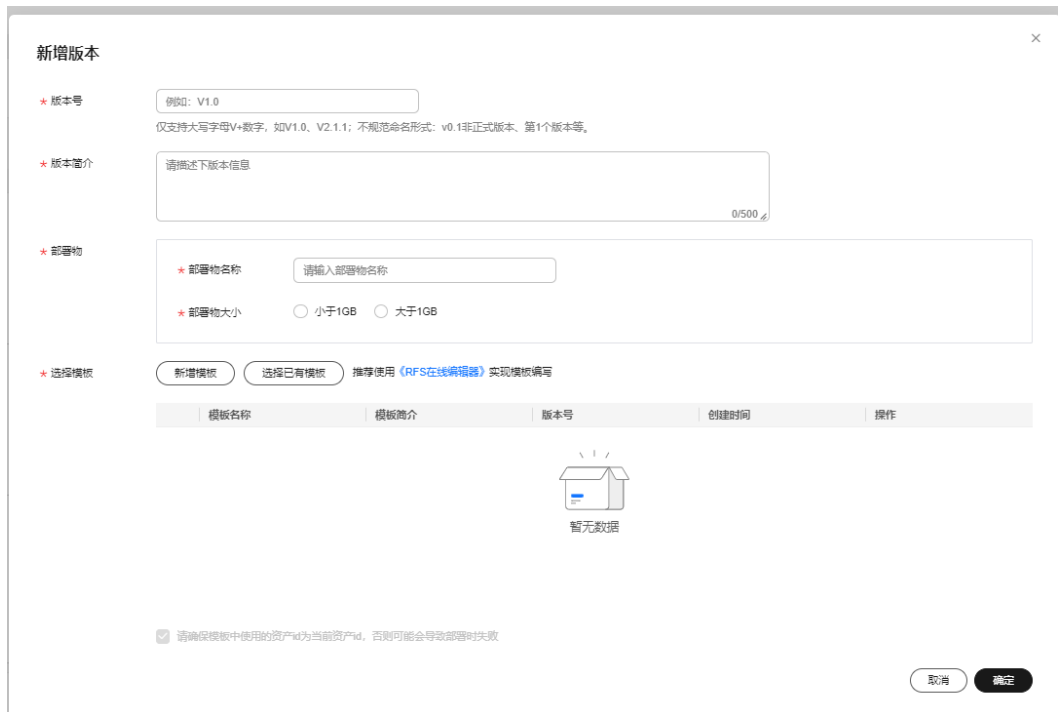 新增版本
* 版本号
例如：V1.0
仅支持大写字母V+数字，如V1.0、V2.1.1；不规范命名形式：v0.1非正式版本、第1个版本等。
* 版本简介
请描述下版本信息
0/500
* 部署物
* 部署物名称
请输入部署物名称
* 部署物大小 小于1GB 大于1GB
* 选择模板 新增模板 选择已有模板 推荐使用《RFS在线编辑器》实现模板编写
模板名称 模板简介 版本号 创建时间 操作
暂无数据
请确保模板中使用的资产id为当前资产id，否则可能会导致部署时失败
取消 确定